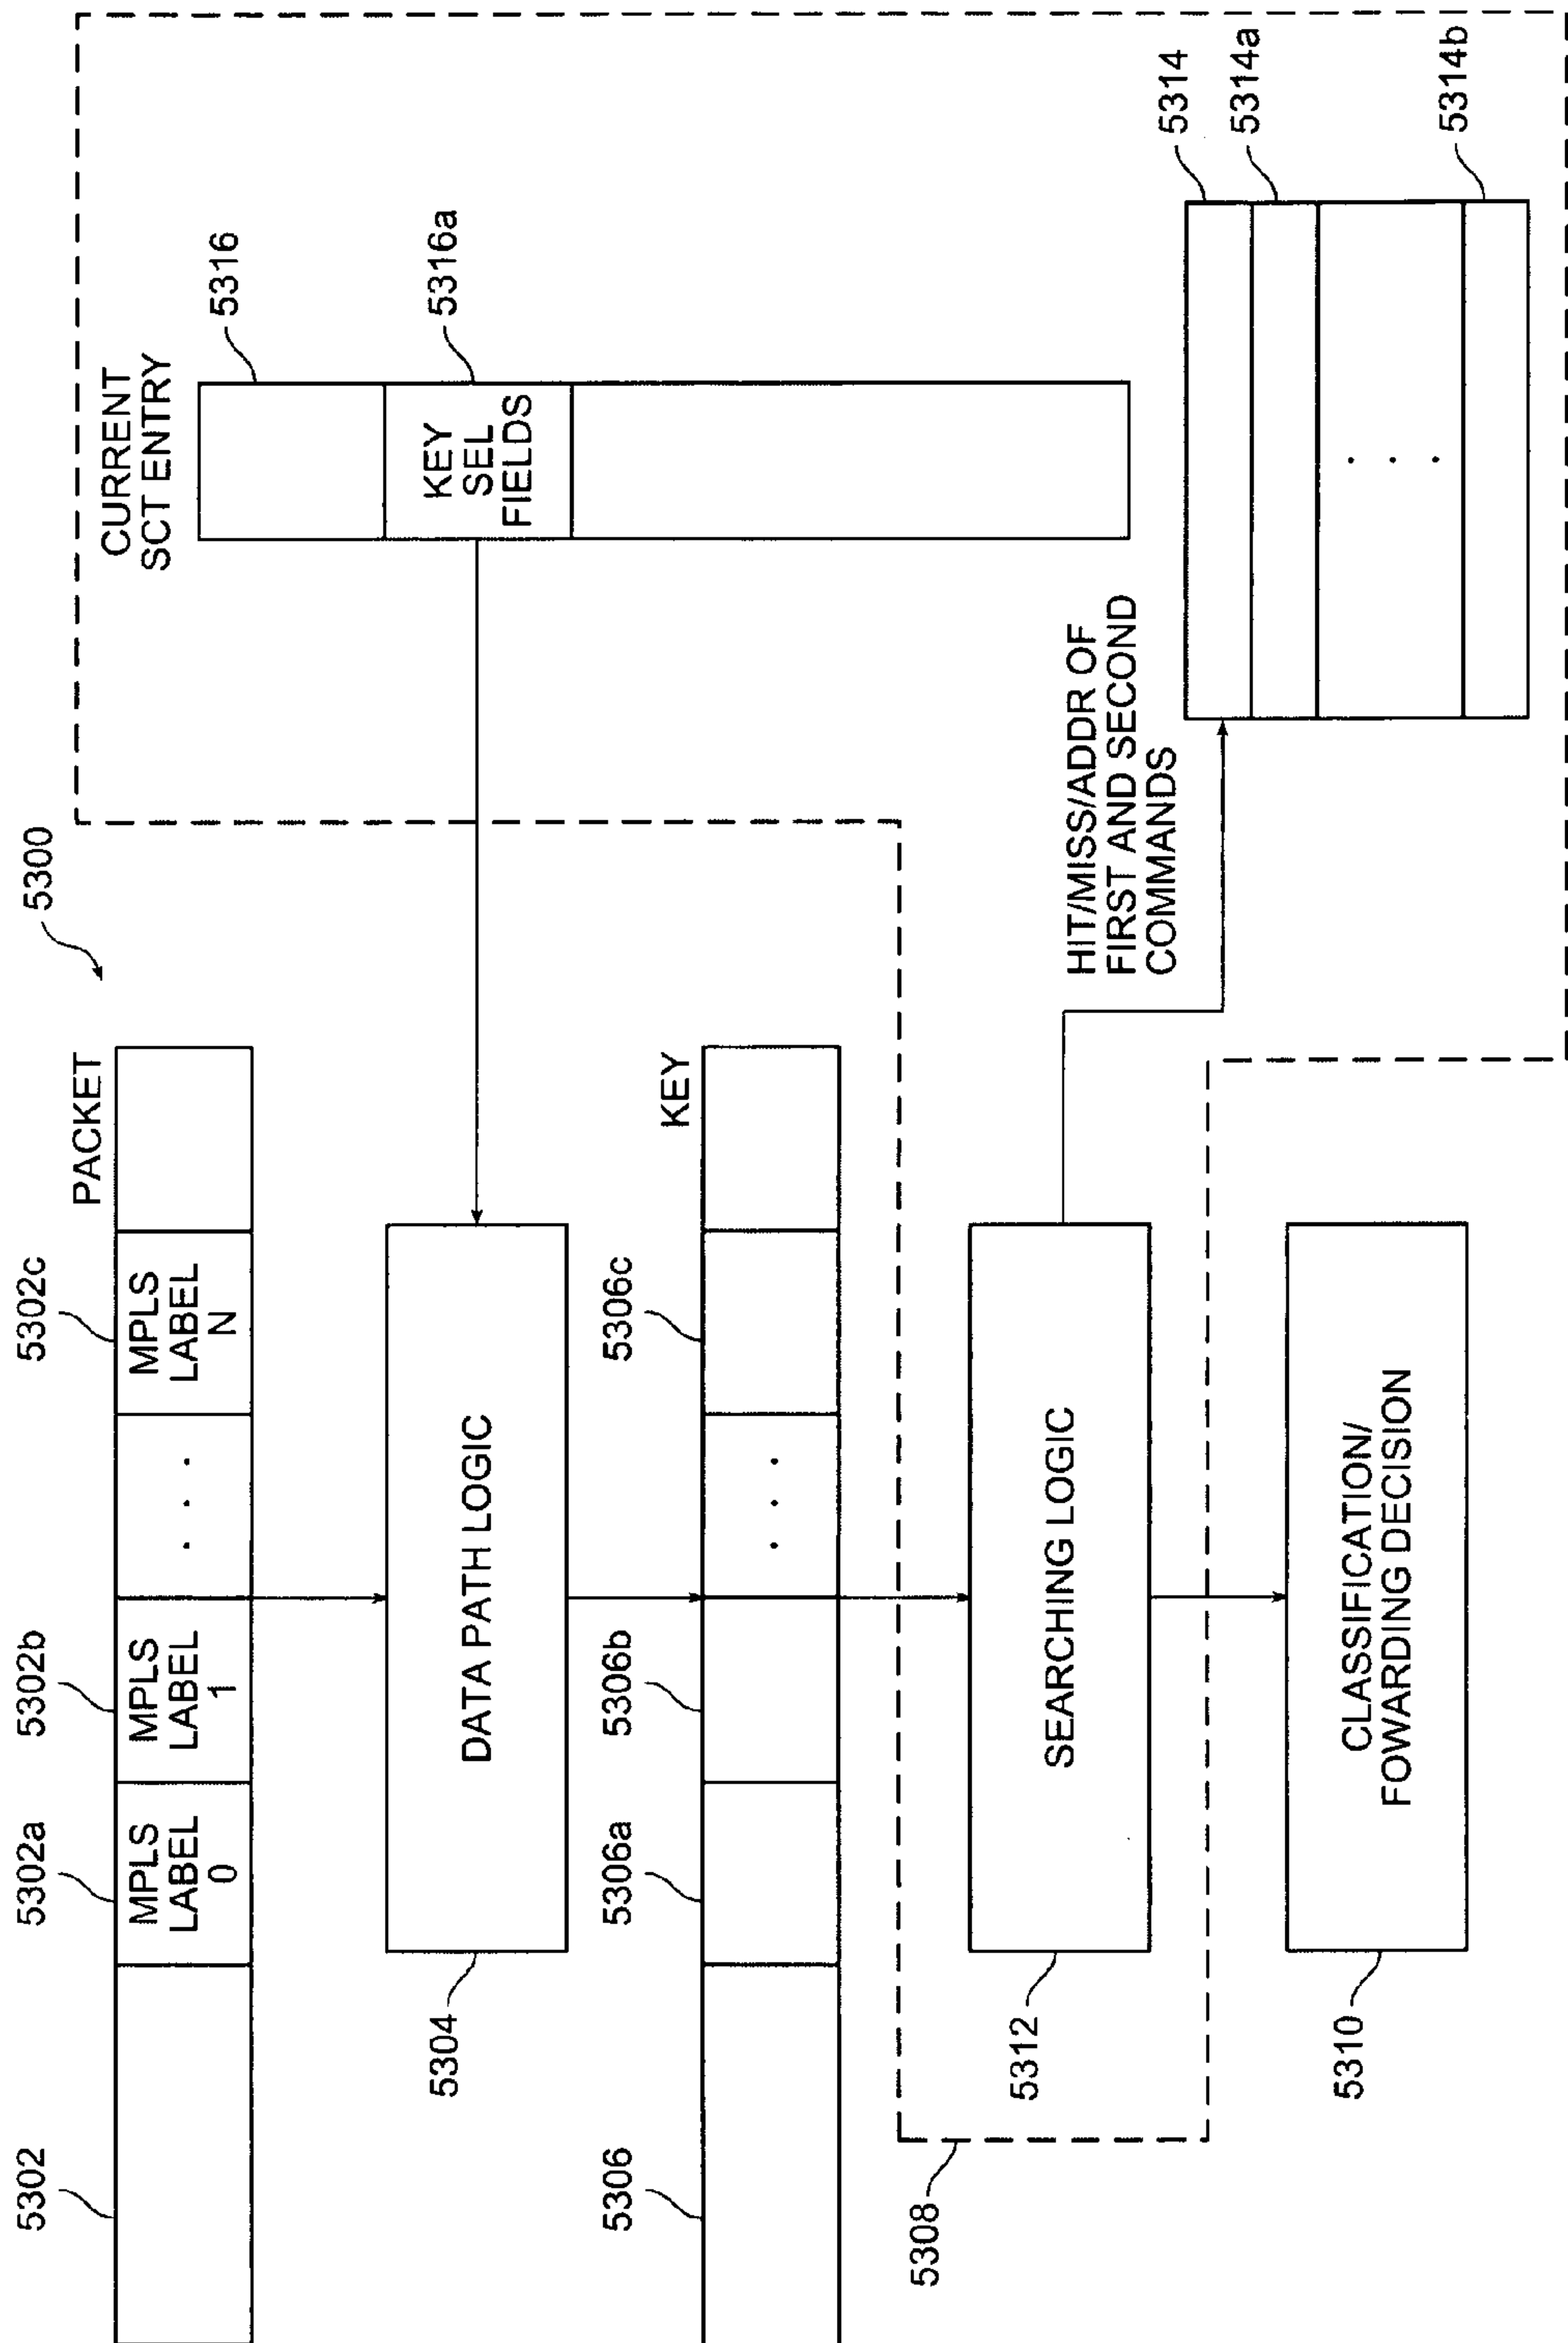 5300
PACKET
5302
5302a
5302b
5302c
MPLS
LABEL
0
MPLS
LABEL
1
. . .
MPLS
LABEL
N
CURRENT
SCT ENTRY
5316
KEY
SEL
FIELDS
5316a
DATA PATH LOGIC
5304
KEY
5306
5306a
5306b
5306c
. . .
5308
SEARCHING LOGIC
5312
HIT/MISS/ADDR OF
FIRST AND SECOND
COMMANDS
5314
5314a
. . .
5314b
CLASSIFICATION/
FOWARDING DECISION
5310